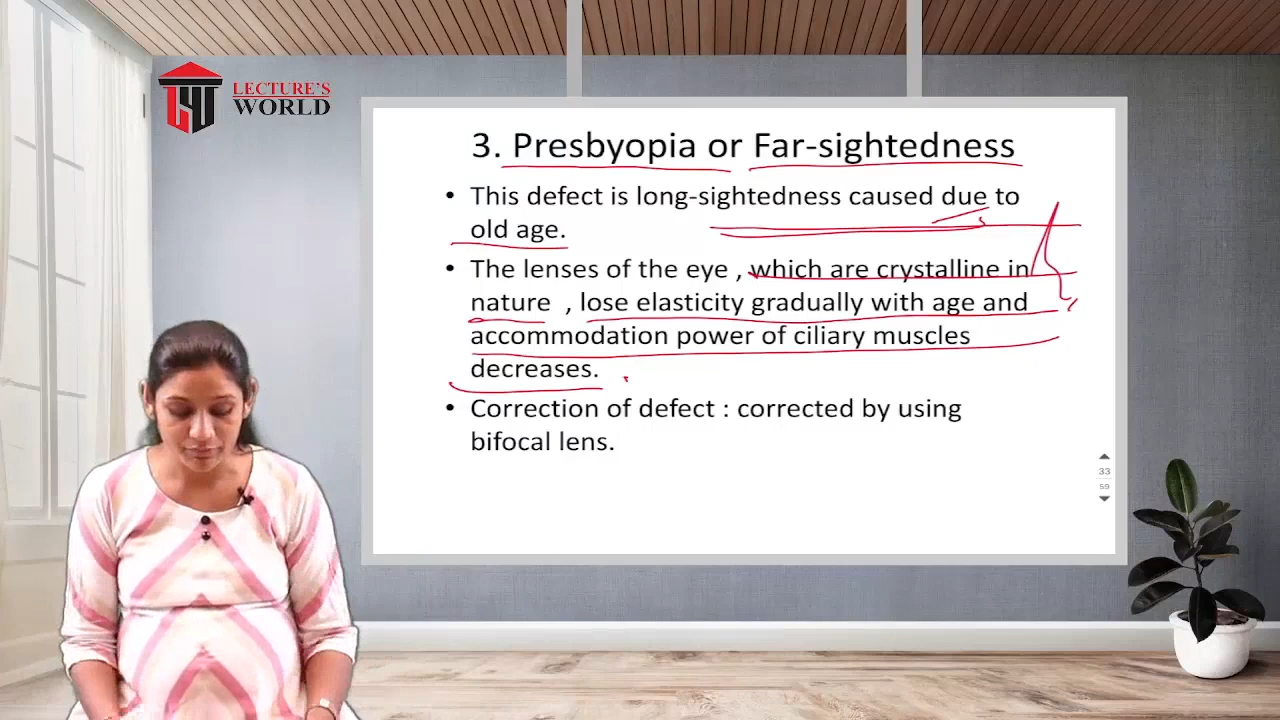 LECTURE'S
WORLD
3. Presbyopia or Far-sightedness
• This defect is long-sightedness caused due to
old age.
• The lenses of the eye , which are crystalline in
nature , lose elasticity gradually with age and
accommodation power of ciliary muscles
decreases.
• Correction of defect : corrected by using
bifocal lens.
33
59